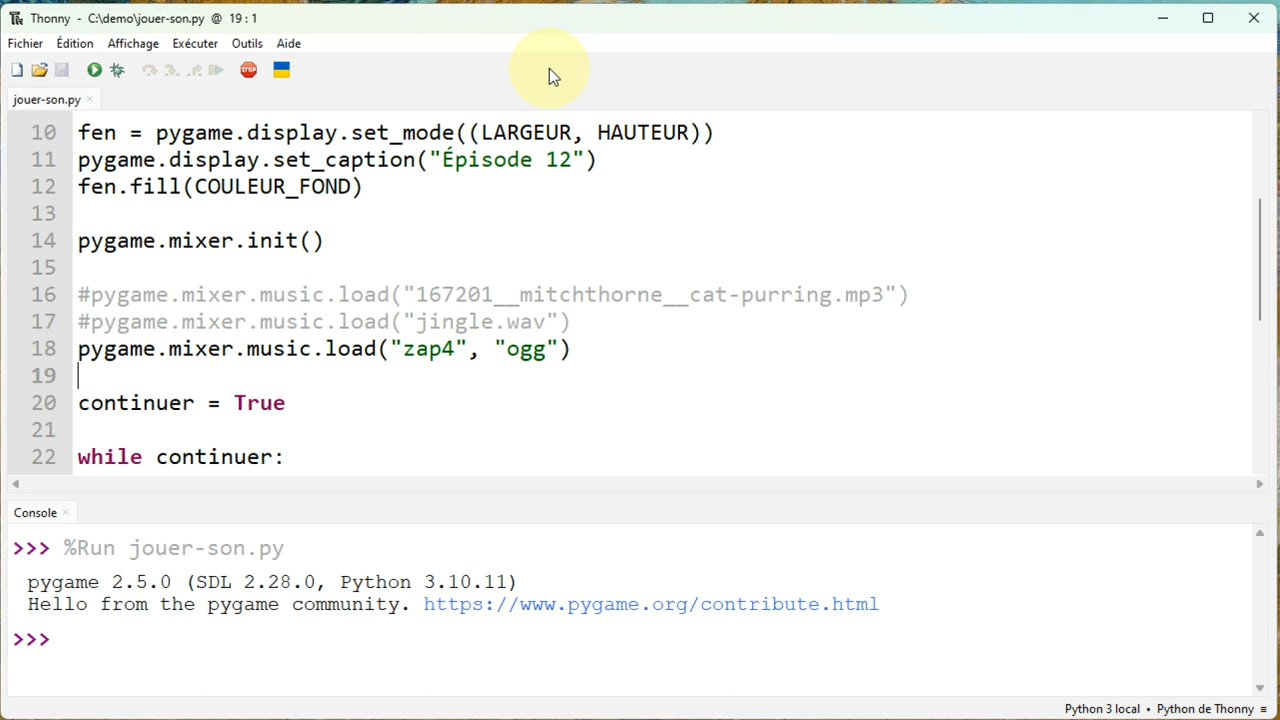 Thonny - C:\demo\jouer-son.py @ 19:1
Fichier Édition Affichage Exécuter Outils Aide
STOP
jouer-son.py ×
10 fen = pygame.display.set_mode((LARGEUR, HAUTEUR))
11 pygame.display.set_caption("Épisode 12")
12 fen.fill(COULEUR_FOND)
13
14 pygame.mixer.init()
15
16 #pygame.mixer.music.load("167201__mitchthorne__cat-purring.mp3")
17 #pygame.mixer.music.load("jingle.wav")
18 pygame.mixer.music.load("zap4", "ogg")
19
20 continuer = True
21
22 while continuer:
Console ×
>>> %Run jouer-son.py
pygame 2.5.0 (SDL 2.28.0, Python 3.10.11)
Hello from the pygame community. https://www.pygame.org/contribute.html
>>>
Python 3 local • Python de Thonny ≡